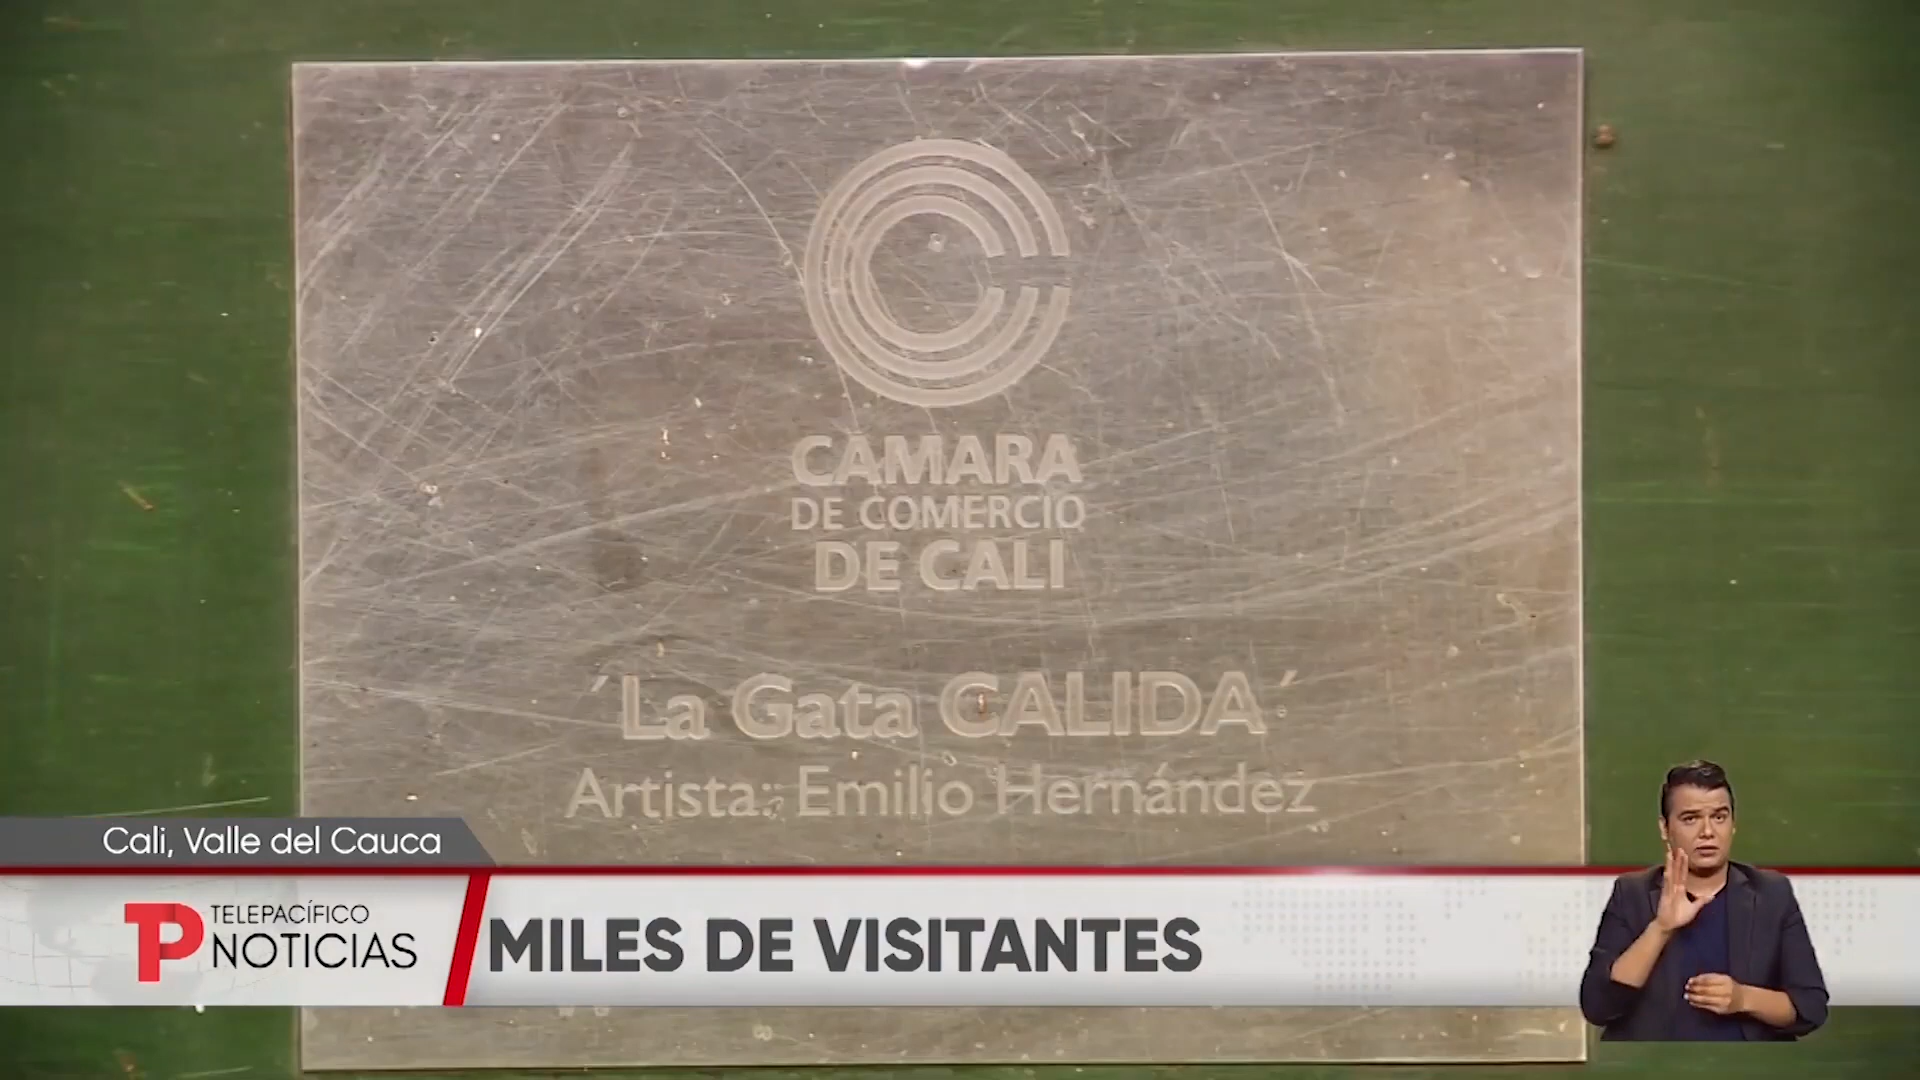 CAMARA
DE COMERCIO
DE CALI
´La Gata CALIDA´
Artista: Emilio Hernández
Cali, Valle del Cauca
TP TELEPACÍFICO
NOTICIAS
MILES DE VISITANTES